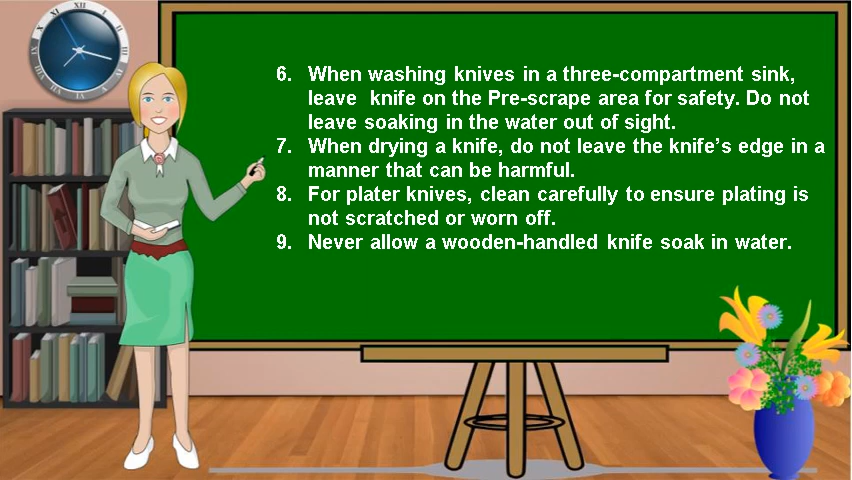 6. When washing knives in a three-compartment sink,
leave knife on the Pre-scrape area for safety. Do not
leave soaking in the water out of sight.
7. When drying a knife, do not leave the knife's edge in a
manner that can be harmful.
8. For plater knives, clean carefully to ensure plating is
not scratched or worn off.
9. Never allow a wooden-handled knife soak in water.